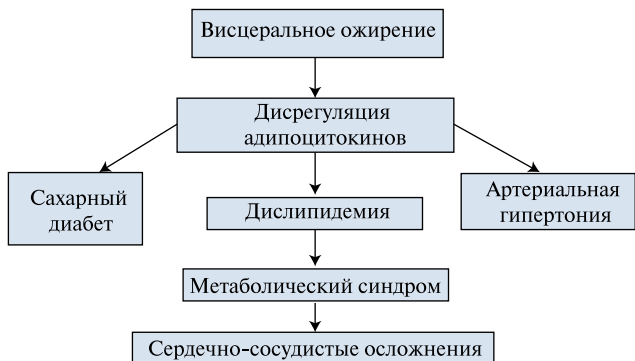 Висцеральное ожирение
Дисрегуляция
адипоцитокинов
Сахарный
диабет
Дислипидемия
Артериальная
гипертония
Метаболический синдром
Сердечно-сосудистые осложнения